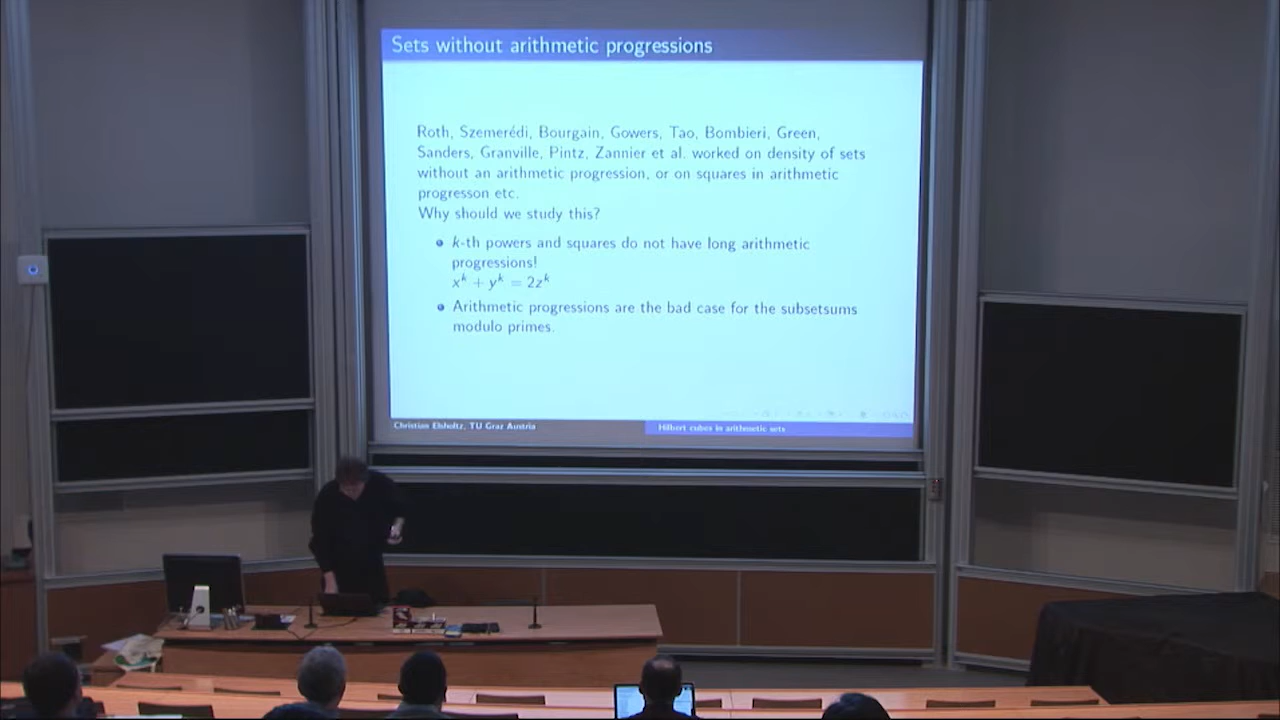 Sets without arithmetic progressions
Roth, Szemerédi, Bourgain, Gowers, Tao, Bombieri, Green,
Sanders, Granville, Pintz, Zannier et al. worked on density of sets
without an arithmetic progression, or on squares in arithmetic
progresson etc.
Why should we study this?
k-th powers and squares do not have long arithmetic
progressions!
xᵏ + yᵏ = 2zᵏ
Arithmetic progressions are the bad case for the subsetsums
modulo primes.
Christian Elsholtz, TU Graz Austria
Hilbert cubes in arithmetic sets